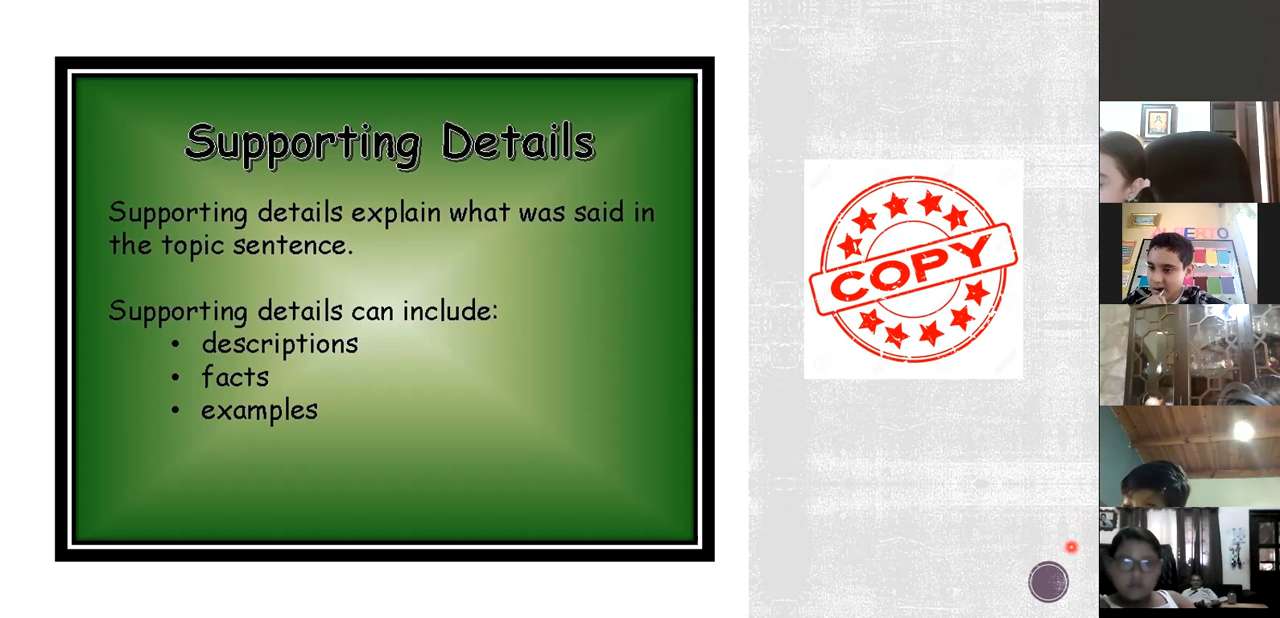 Supporting Details
Supporting details explain what was said in
the topic sentence.
Supporting details can include:
• descriptions
• facts
• examples
COPY
ALBERTO